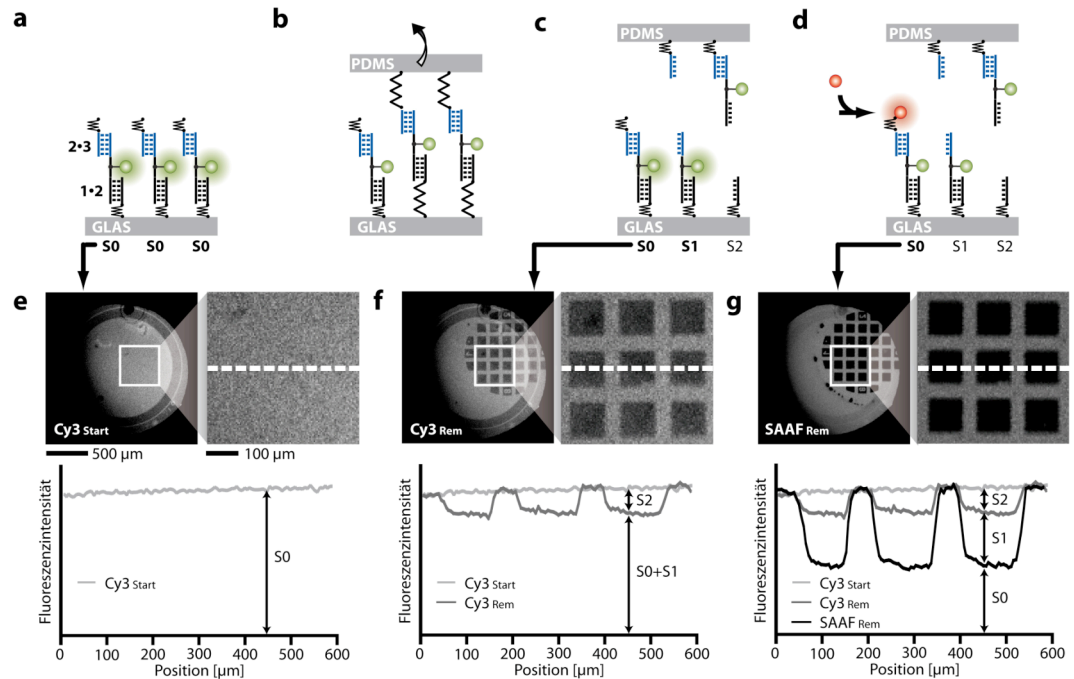 a
b
c
d
2•3
1•2
GLAS
S0 S0 S0
PDMS
GLAS
PDMS
GLAS
S0 S1 S2
PDMS
GLAS
S0 S1 S2
e
f
g
Cy3 Start
500 µm
100 µm
Cy3 Rem
SAAF Rem
Fluoreszenzintensität
S0
Cy3 Start
0 100 200 300 400 500 600
Position [µm]
Fluoreszenzintensität
S2
S0+S1
Cy3 Start
Cy3 Rem
0 100 200 300 400 500 600
Position [µm]
Fluoreszenzintensität
S2
S1
S0
Cy3 Start
Cy3 Rem
SAAF Rem
0 100 200 300 400 500 600
Position [µm]